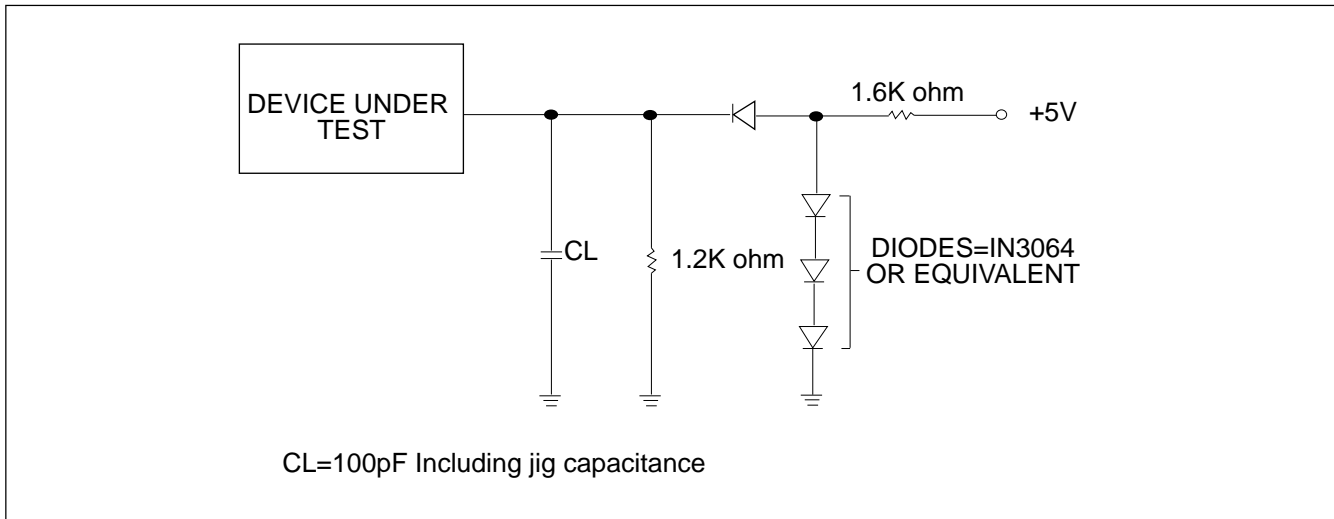 DEVICE UNDER
TEST
1.6K ohm
+5V
CL
1.2K ohm
DIODES=IN3064
OR EQUIVALENT
CL=100pF Including jig capacitance